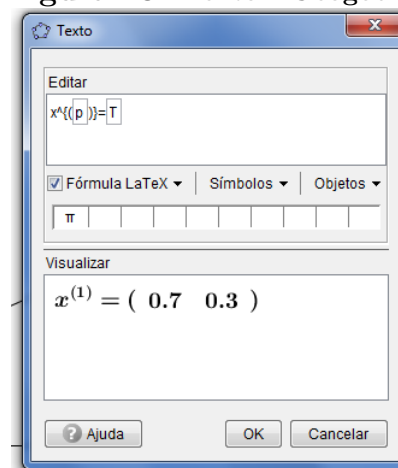 Texto
Editar
x^{(p)}=T
Fórmula LaTeX Símbolos Objetos
π
Visualizar
x^(1) = ( 0.7 0.3 )
Ajuda OK Cancelar